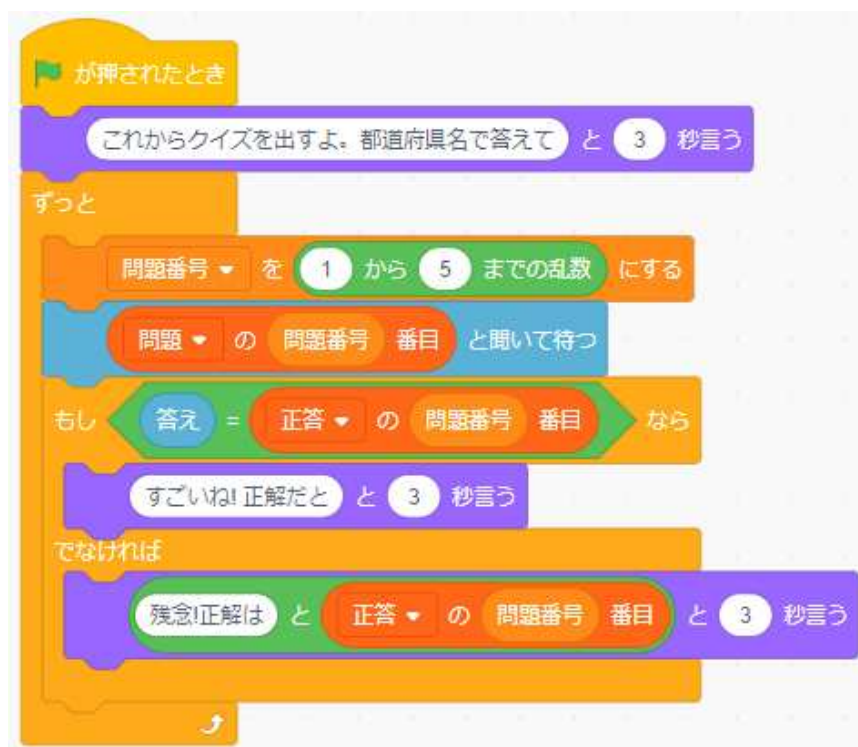 が押されたとき
これからクイズを出すよ。都道府県名で答えて と 3 秒言う
ずっと
問題番号 を 1 から 5 までの乱数 にする
問題 の 問題番号 番目 と聞いて待つ
もし 答え = 正答 の 問題番号 番目 なら
すごいね! 正解だと と 3 秒言う
でなければ
残念!正解は と 正答 の 問題番号 番目 と 3 秒言う